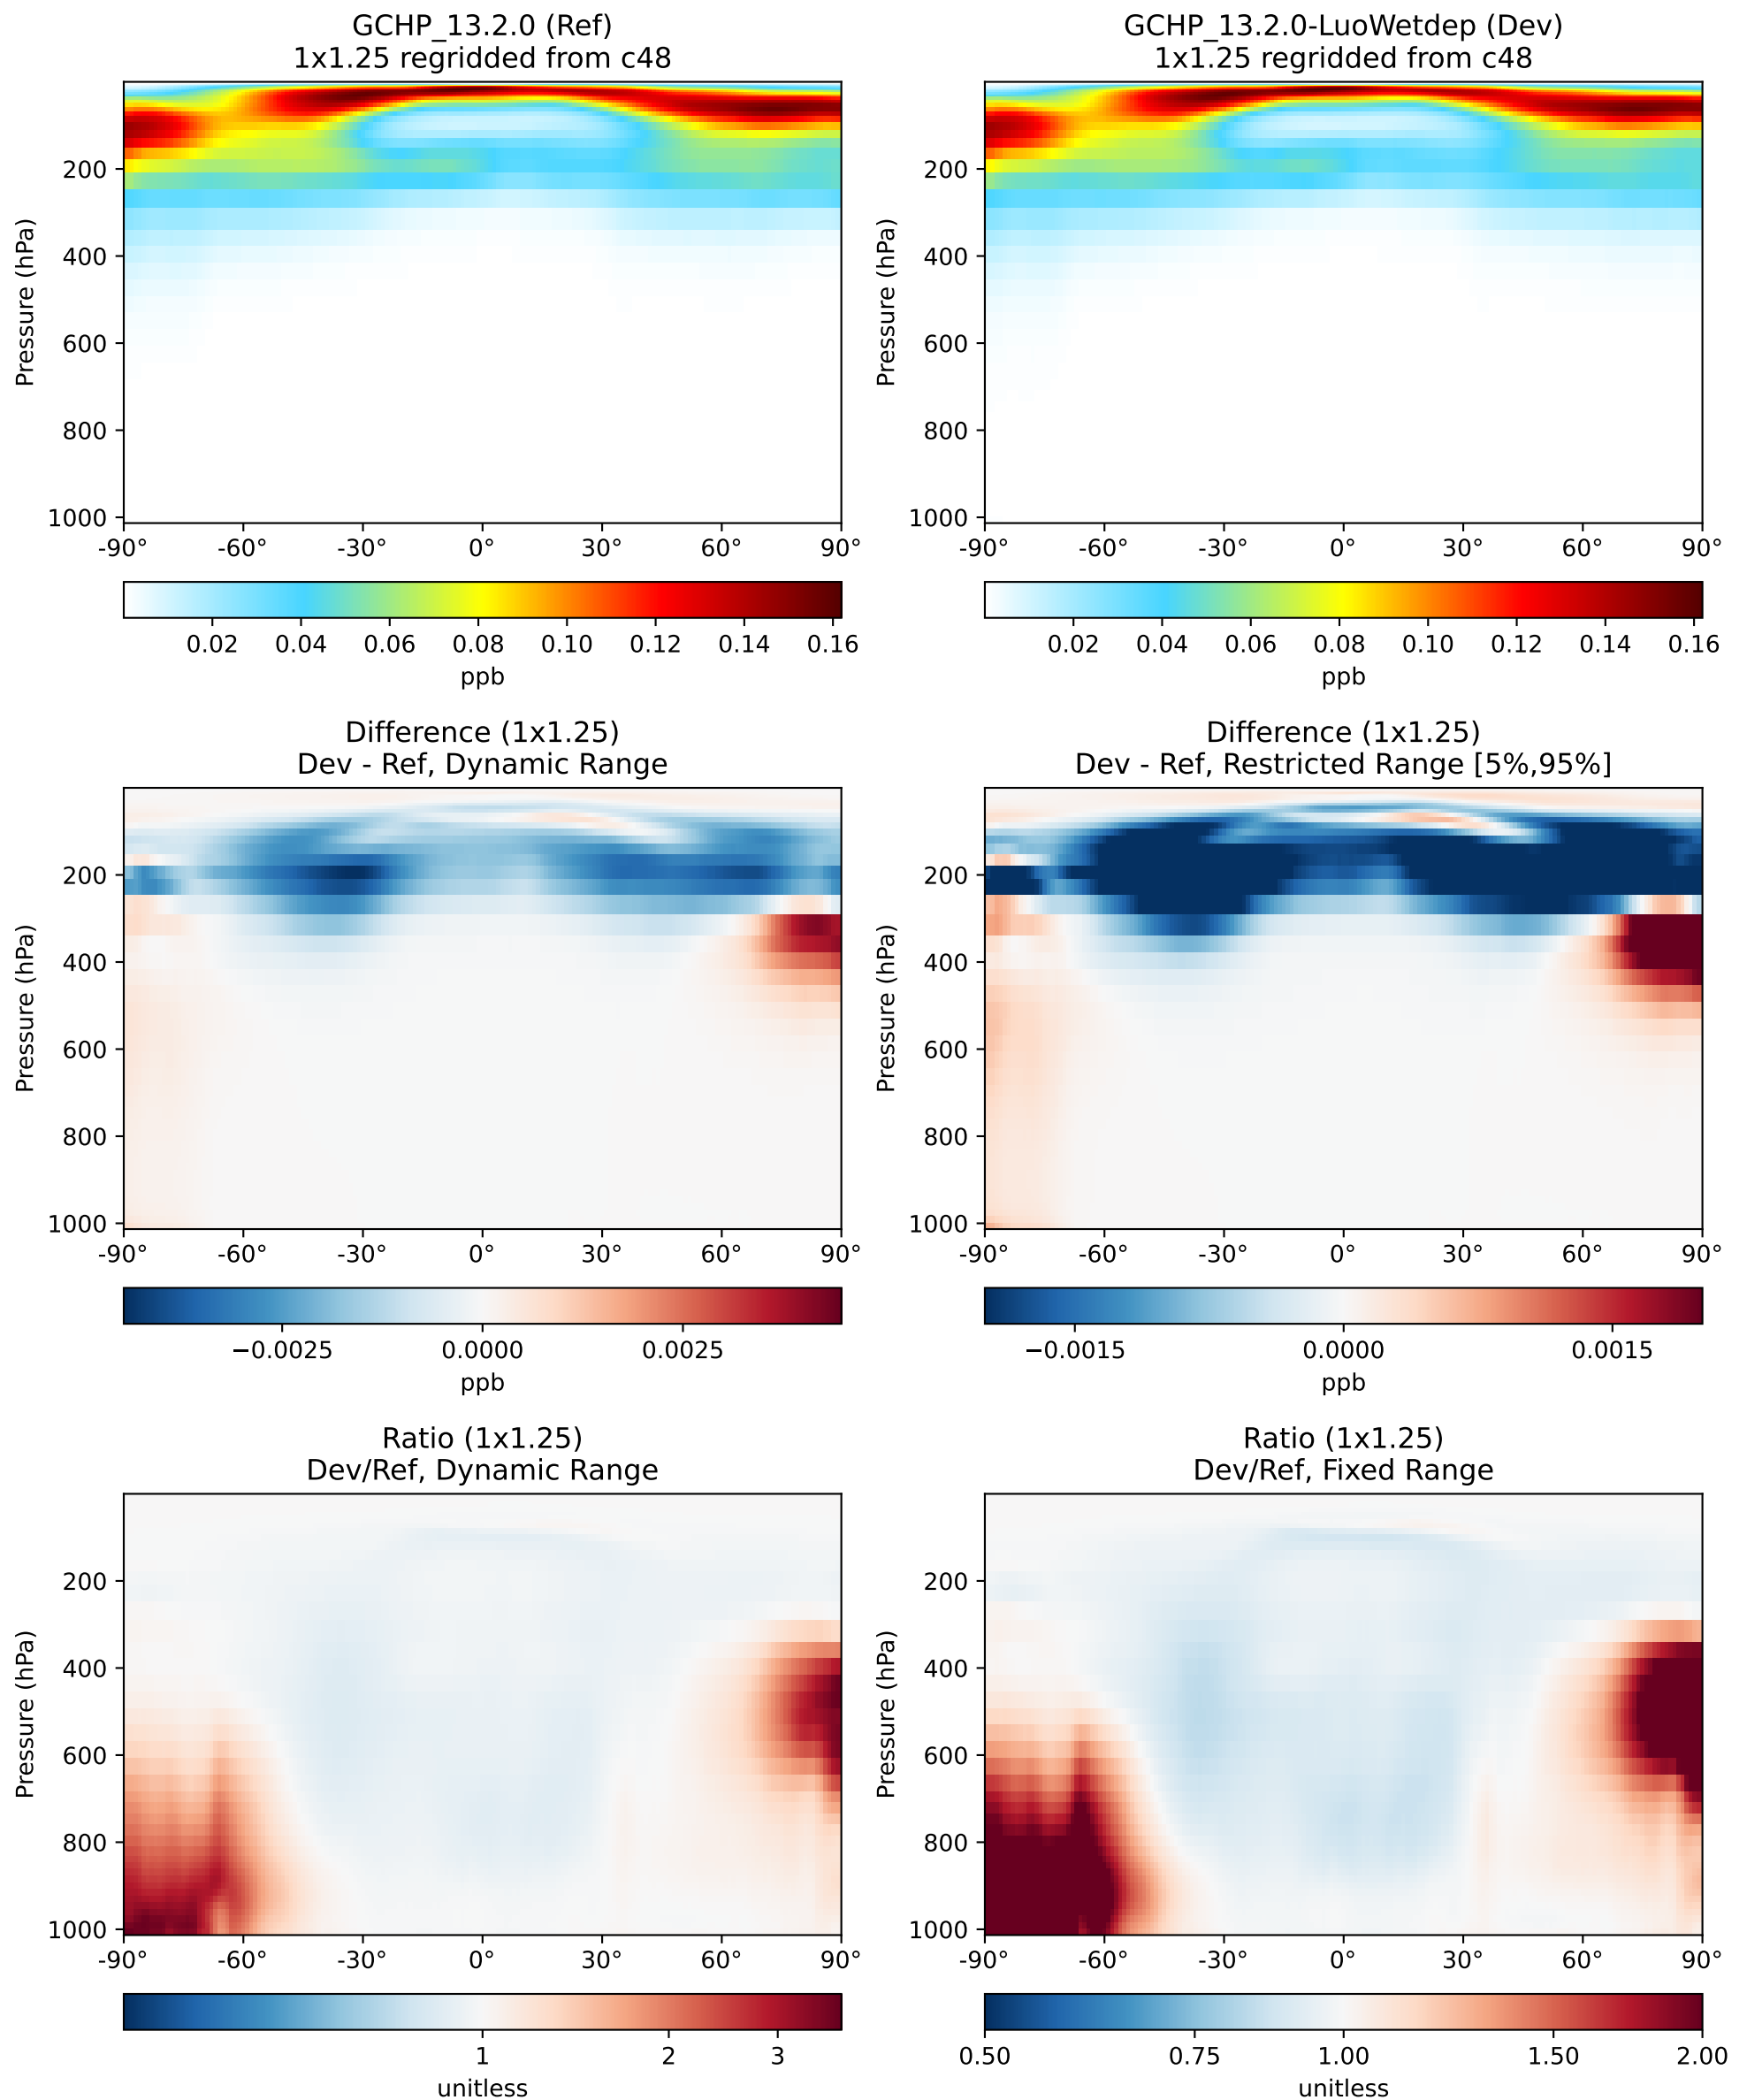 GCHP_13.2.0 (Ref)
1x1.25 regridded from c48
Pressure (hPa)
200
400
600
800
1000
-90° -60° -30° 0° 30° 60° 90°
0.02 0.04 0.06 0.08 0.10 0.12 0.14 0.16
ppb
GCHP_13.2.0-LuoWetdep (Dev)
1x1.25 regridded from c48
Pressure (hPa)
200
400
600
800
1000
-90° -60° -30° 0° 30° 60° 90°
0.02 0.04 0.06 0.08 0.10 0.12 0.14 0.16
ppb
Difference (1x1.25)
Dev - Ref, Dynamic Range
Pressure (hPa)
200
400
600
800
1000
-90° -60° -30° 0° 30° 60° 90°
−0.0025 0.0000 0.0025
ppb
Difference (1x1.25)
Dev - Ref, Restricted Range [5%,95%]
Pressure (hPa)
200
400
600
800
1000
-90° -60° -30° 0° 30° 60° 90°
−0.0015 0.0000 0.0015
ppb
Ratio (1x1.25)
Dev/Ref, Dynamic Range
Pressure (hPa)
200
400
600
800
1000
-90° -60° -30° 0° 30° 60° 90°
1 2 3
unitless
Ratio (1x1.25)
Dev/Ref, Fixed Range
Pressure (hPa)
200
400
600
800
1000
-90° -60° -30° 0° 30° 60° 90°
0.50 0.75 1.00 1.50 2.00
unitless